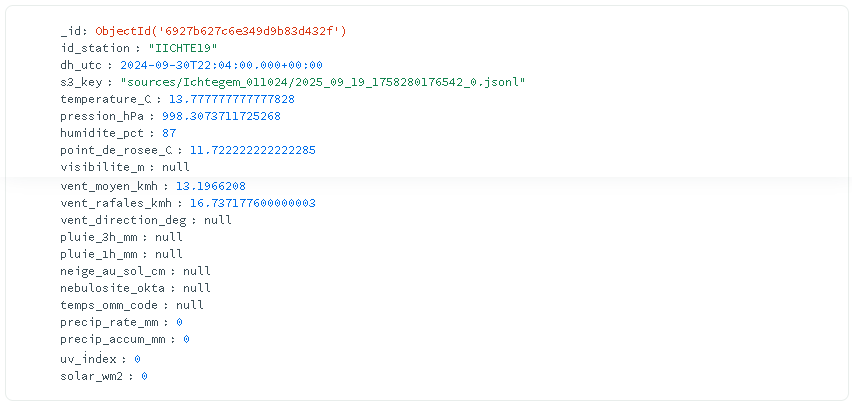 _id: ObjectId('6927b627c6e349d9b83d432f')
id_station : "IICHTE19"
dh_utc : 2024-09-30T22:04:00.000+00:00
s3_key : "sources/Ichtegem_011024/2025_09_19_1758280176542_0.jsonl"
temperature_C : 13.777777777777828
pression_hPa : 998.3073711725268
humidite_pct : 87
point_de_rosee_C : 11.722222222222285
visibilite_m : null
vent_moyen_kmh : 13.1966208
vent_rafales_kmh : 16.737177600000003
vent_direction_deg : null
pluie_3h_mm : null
pluie_1h_mm : null
neige_au_sol_cm : null
nebulosite_okta : null
temps_omm_code : null
precip_rate_mm : 0
precip_accum_mm : 0
uv_index : 0
solar_wm2 : 0